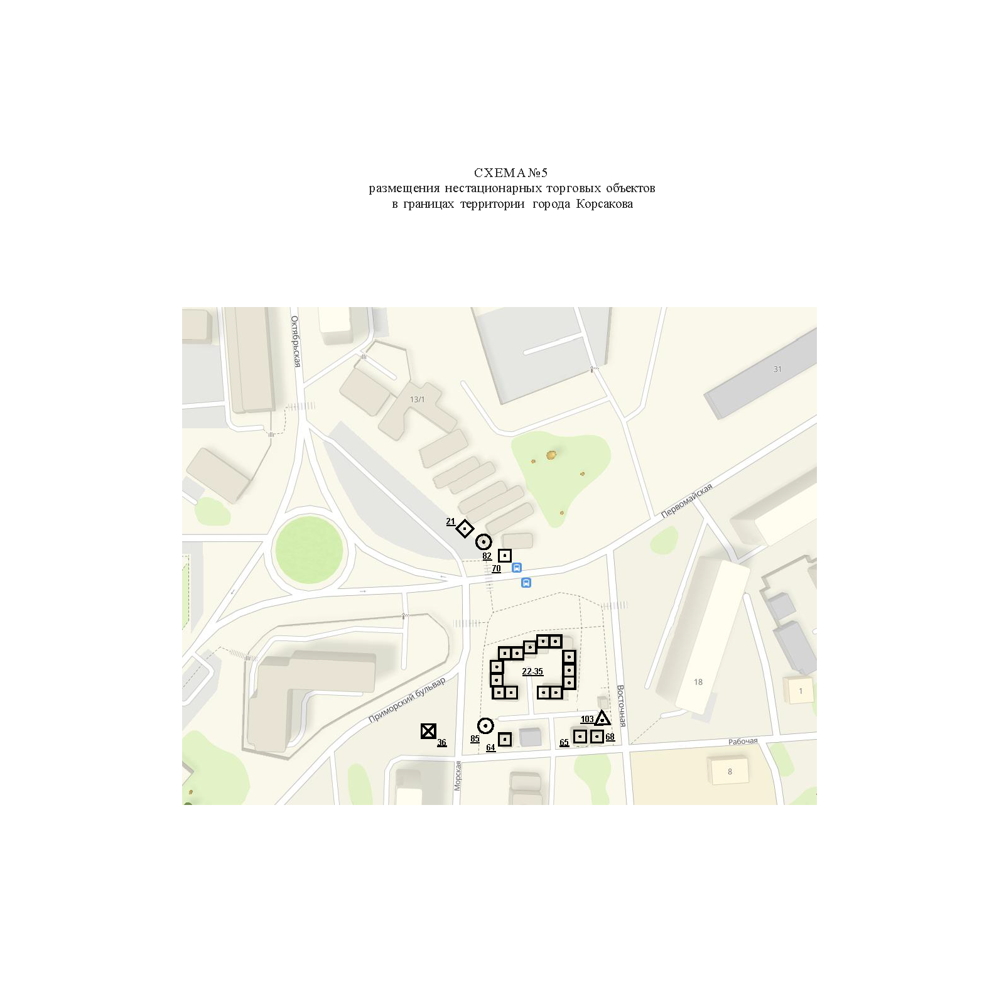 СХЕМА №5
размещения нестационарных торговых объектов
в границах территории города Корсакова
Октябрьская
31
13/1
Первомайская
21
82
70
22-35
18
1
Приморский бульвар
Восточная
103
85
36
64
65
68
Рабочая
Морская
8